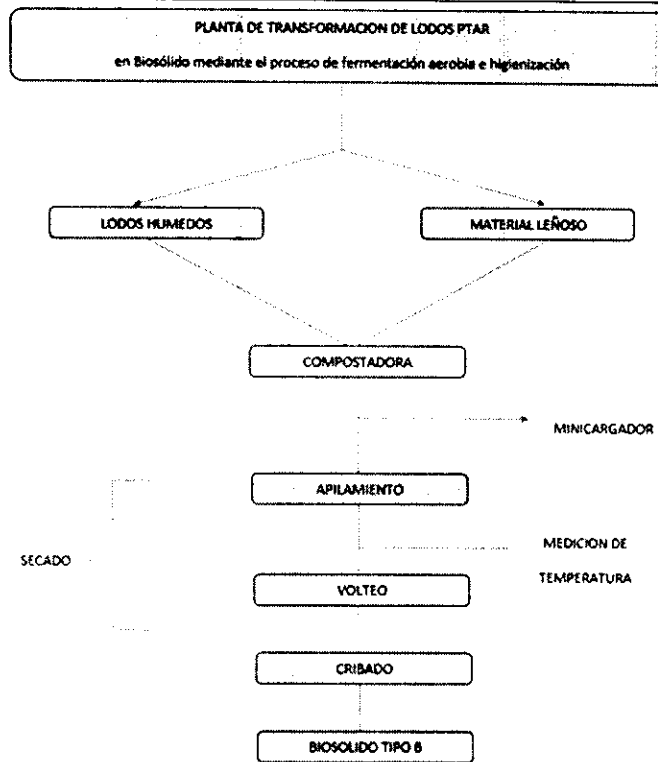 PLANTA DE TRANSFORMACION DE LODOS PTAR
en Biosólido mediante el proceso de fermentación aerobia e higienización
LODOS HUMEDOS
MATERIAL LEÑOSO
COMPOSTADORA
MINICARGADOR
APILAMIENTO
MEDICION DE
TEMPERATURA
SECADO
VOLTEO
CRIBADO
BIOSOLIDO TIPO B